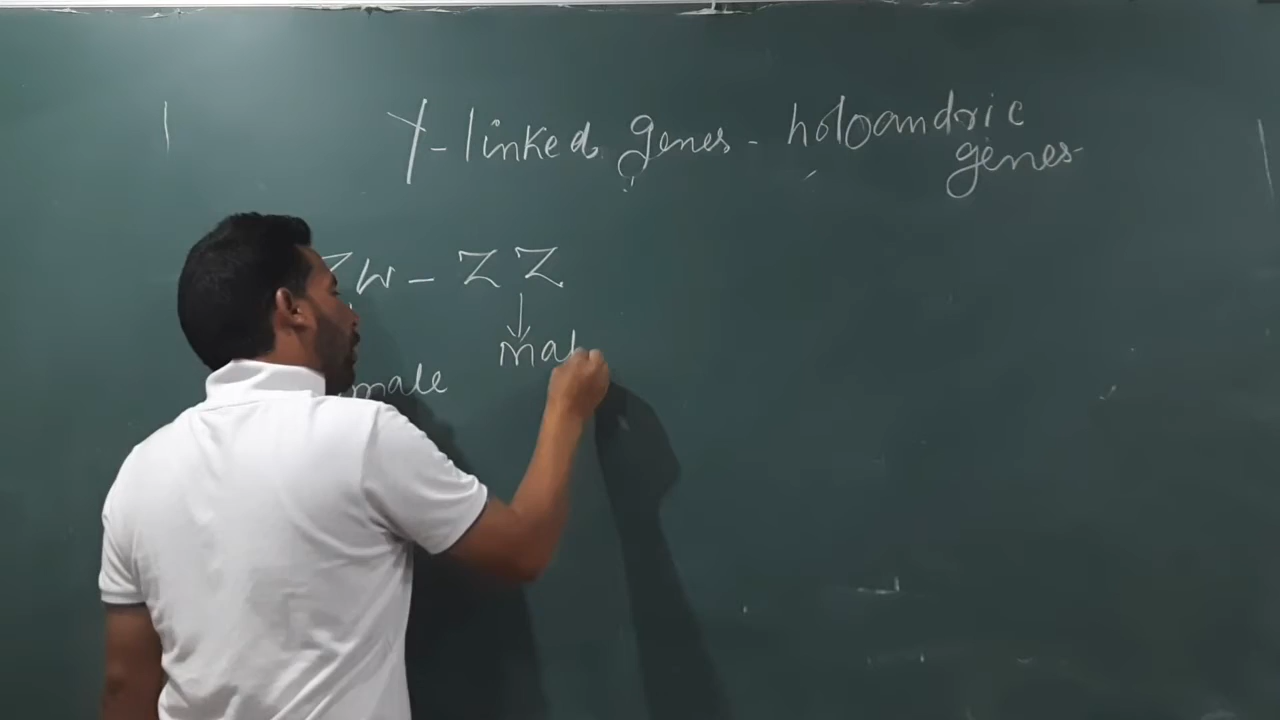 Y-linked genes - holoandric
genes-
ZW - ZZ
male